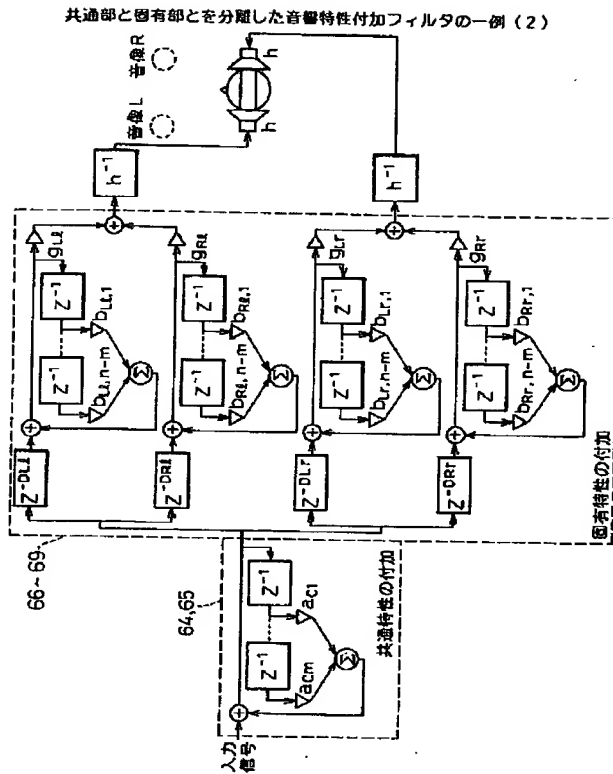 共通部と固有部とを分離した音響特性付加フィルタの一例(2)
入力
信号
64,65
acm
Z⁻¹
Z⁻¹
ac1
Σ
共通特性の付加
66~69
Z⁻ᴰᴸˡ
bLl,n-m
Z⁻¹
Z⁻¹
bLl,1
Σ
gLl
Z⁻ᴰᴿˡ
bRl,n-m
Z⁻¹
Z⁻¹
bRl,1
Σ
gRl
Z⁻ᴰᴸʳ
bLr,n-m
Z⁻¹
Z⁻¹
bLr,1
Σ
gLr
Z⁻ᴰᴿʳ
bRr,n-m
Z⁻¹
Z⁻¹
bRr,1
Σ
gRr
固有特性の付加
h⁻¹
h⁻¹
音像L
音像R
h
h